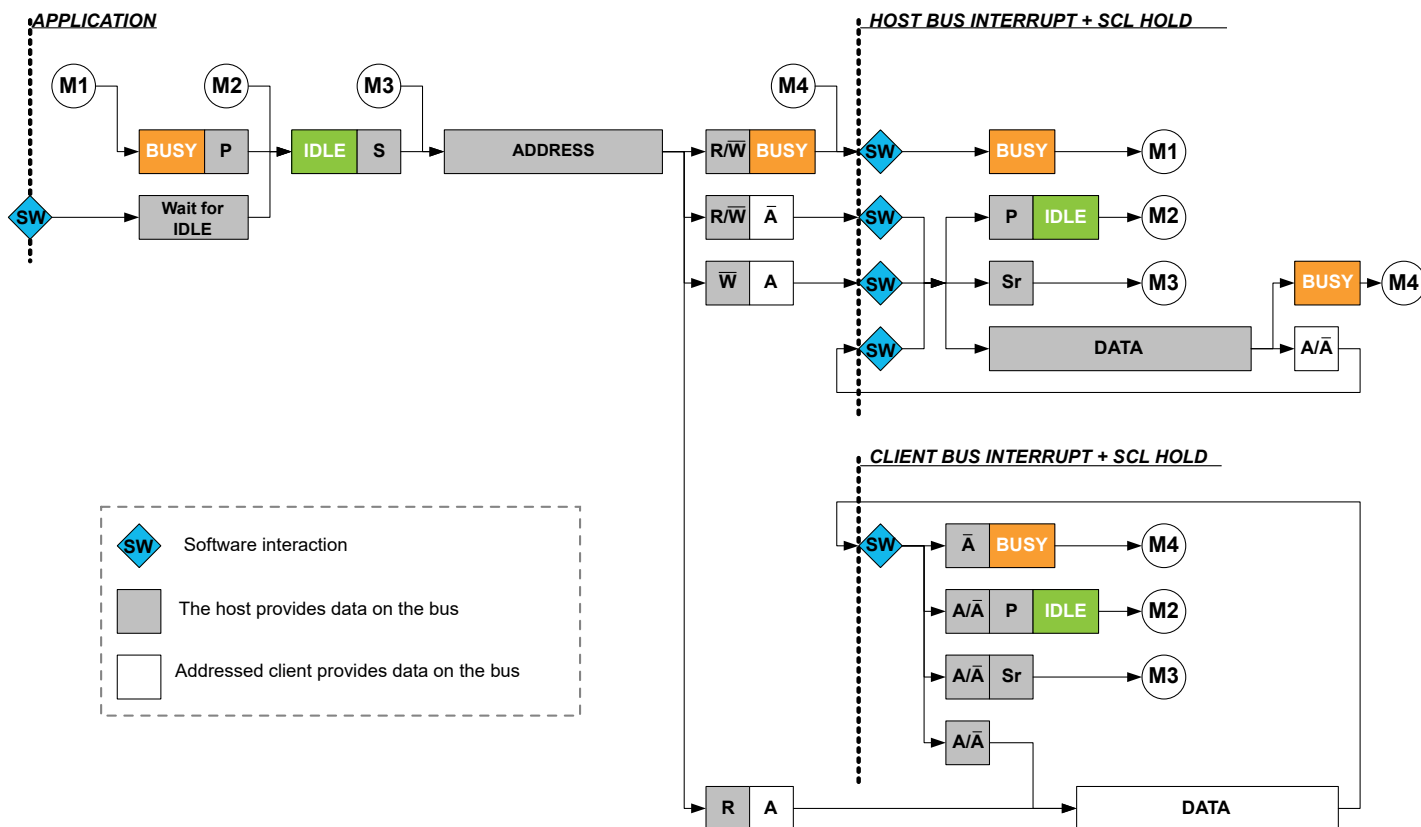 APPLICATION
HOST BUS INTERRUPT + SCL HOLD
M1
M2
M3
M4
BUSY
P
IDLE
S
ADDRESS
R/W̅
BUSY
SW
BUSY
M1
SW
Wait for
IDLE
R/W̅
A̅
SW
P
IDLE
M2
W̅
A
SW
Sr
M3
BUSY
M4
SW
DATA
A/A̅
CLIENT BUS INTERRUPT + SCL HOLD
SW
A̅
BUSY
M4
A/A̅
P
IDLE
M2
A/A̅
Sr
M3
A/A̅
R
A
DATA
SW
Software interaction
The host provides data on the bus
Addressed client provides data on the bus